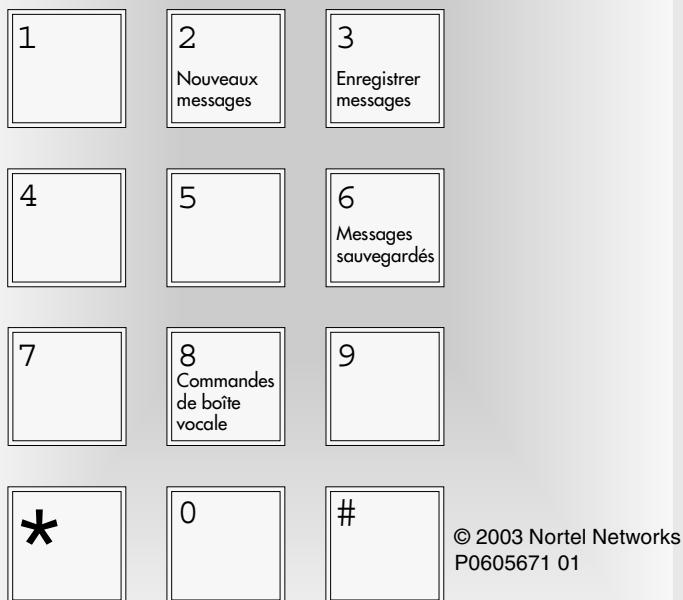 1
2
Nouveaux
messages
3
Enregistrer
messages
4
5
6
Messages
sauvegardés
7
8
Commandes
de boîte
vocale
9
*
0
#
© 2003 Nortel Networks
P0605671 01